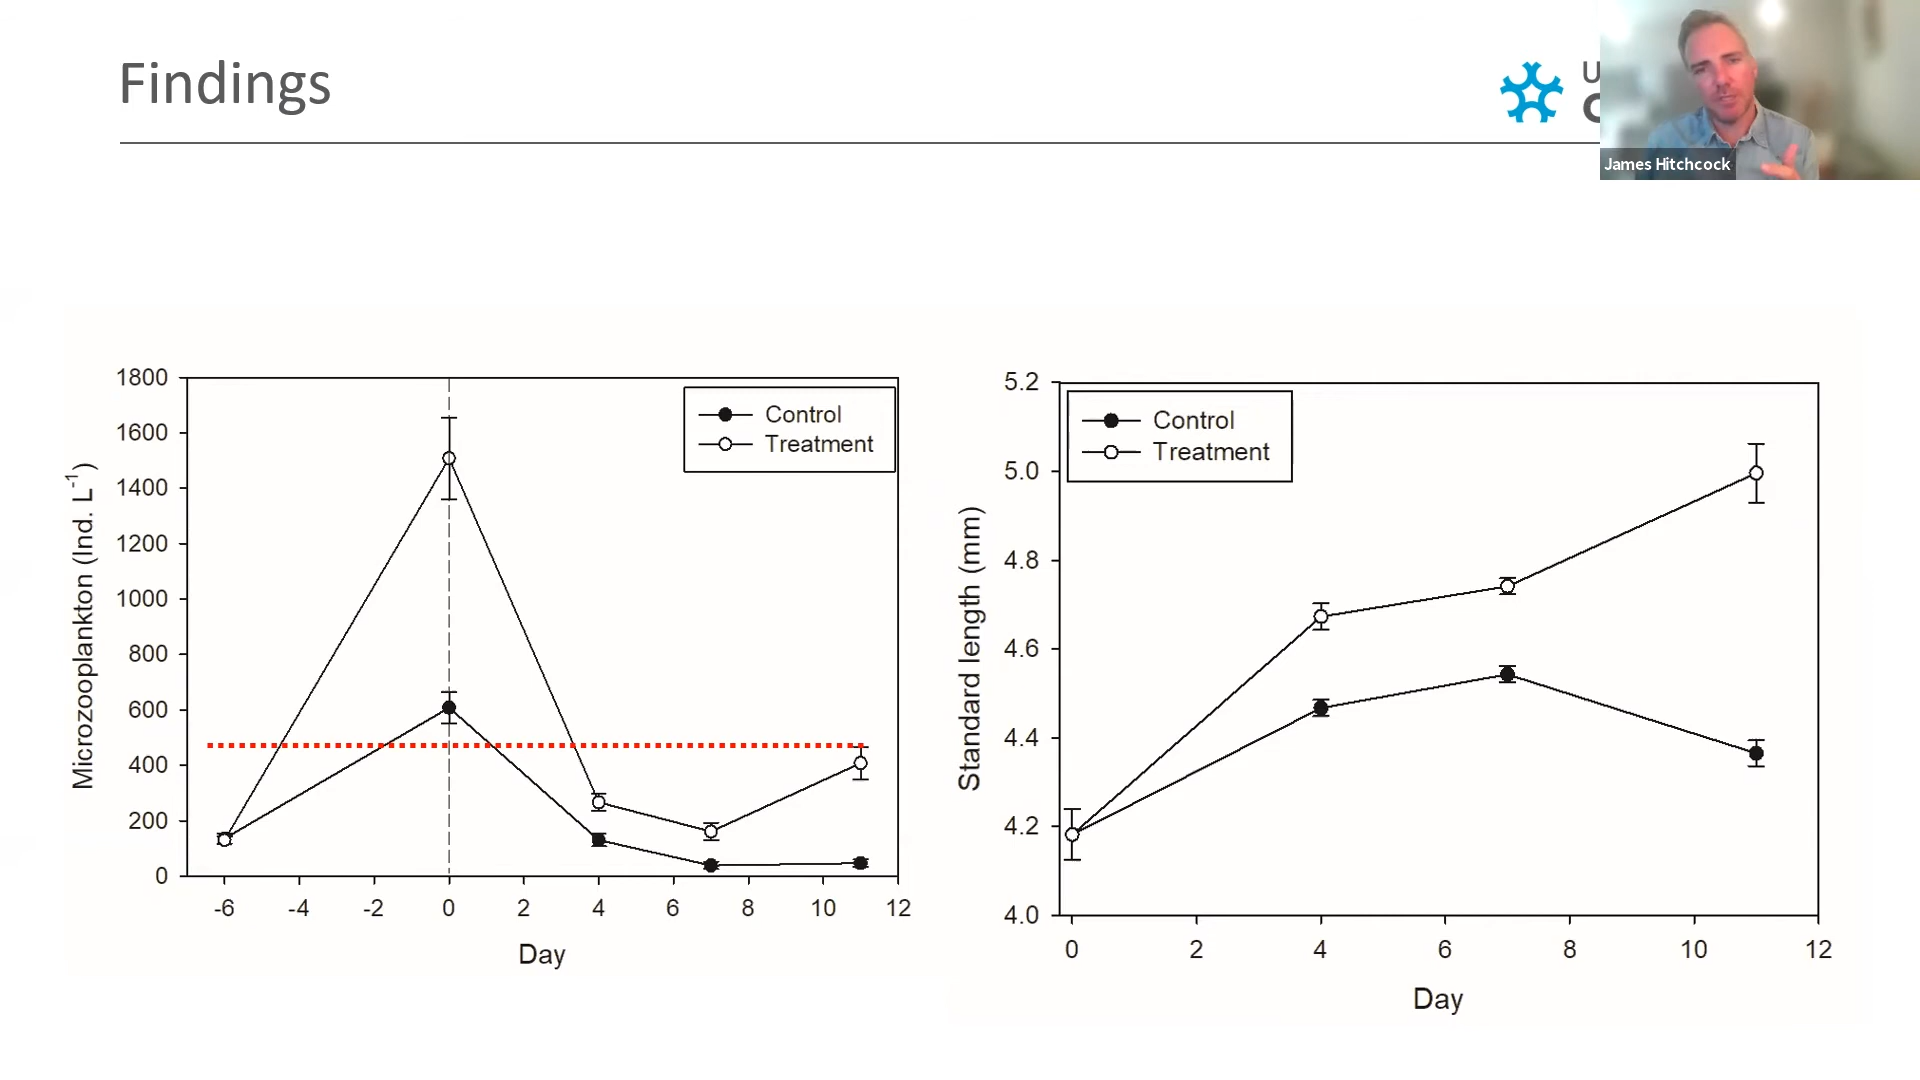 Findings
James Hitchcock
Microzooplankton (Ind. L⁻¹)
1800
1600
1400
1200
1000
800
600
400
200
0
-6 -4 -2 0 2 4 6 8 10 12
Day
Control
Treatment
Standard length (mm)
5.2
5.0
4.8
4.6
4.4
4.2
4.0
0 2 4 6 8 10 12
Day
Control
Treatment